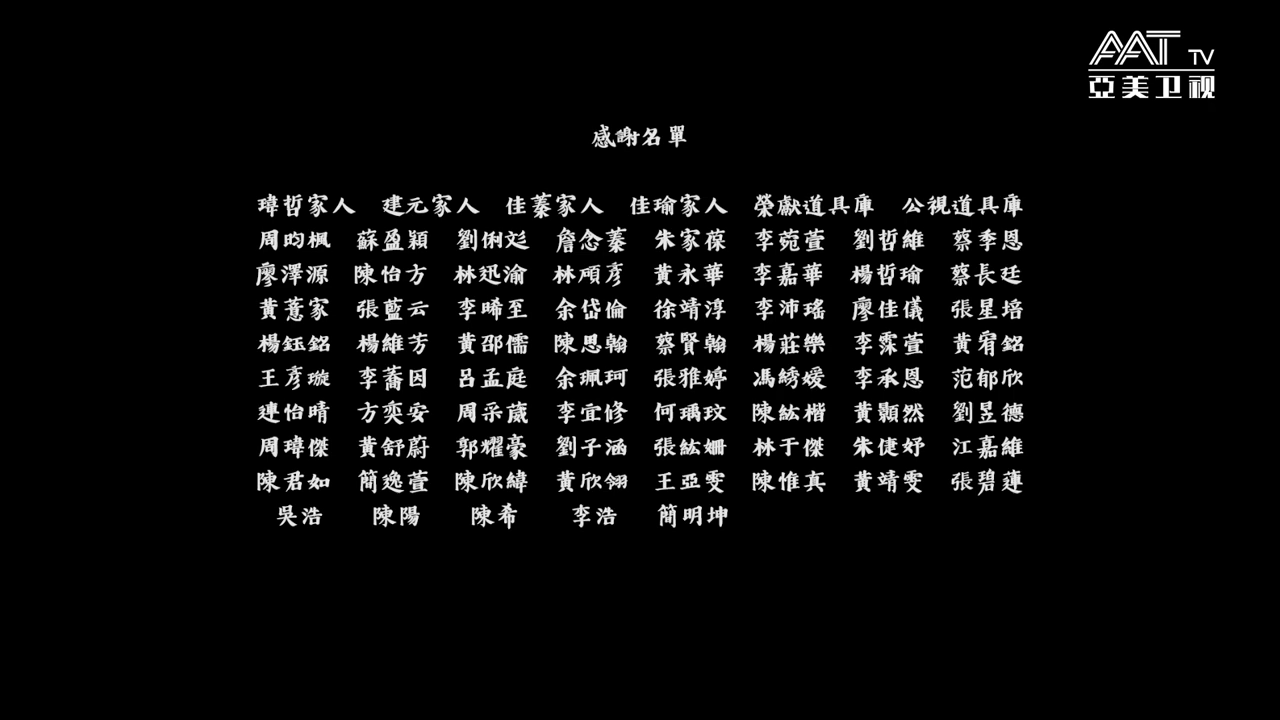 AAT TV
亞美卫视
感謝名單
瑋哲家人 建元家人 佳蓁家人 佳瑜家人 榮獻道具庫 公視道具庫
周昀楓 蘇盈穎 劉俐彣 詹念蓁 朱家葆 李菀萱 劉哲維 蔡季恩
廖澤源 陳怡方 林迅渝 林頎彥 黃永華 李嘉華 楊哲瑜 蔡長廷
黃薏家 張藍云 李晞至 余岱倫 徐靖淳 李沛瑤 廖佳儀 張星培
楊鈺銘 楊維芳 黃邵儒 陳思翰 蔡賢翰 楊莊樂 李霂萱 黃宥銘
王彥璇 李蕎因 呂孟庭 余珮珂 張雅婷 馮綉媛 李承恩 范郁欣
連怡晴 方奕安 周采葳 李宜修 何瑀玟 陳紘楷 黃顥然 劉昱德
周瑋傑 黃舒蔚 郭耀豪 劉子涵 張紘姍 林于傑 朱倢妤 江嘉維
陳君如 簡逸萱 陳欣緯 黃欣翎 王亞雯 陳惟真 黃靖雯 張碧蓮
吳浩 陳陽 陳希 李浩 簡明坤